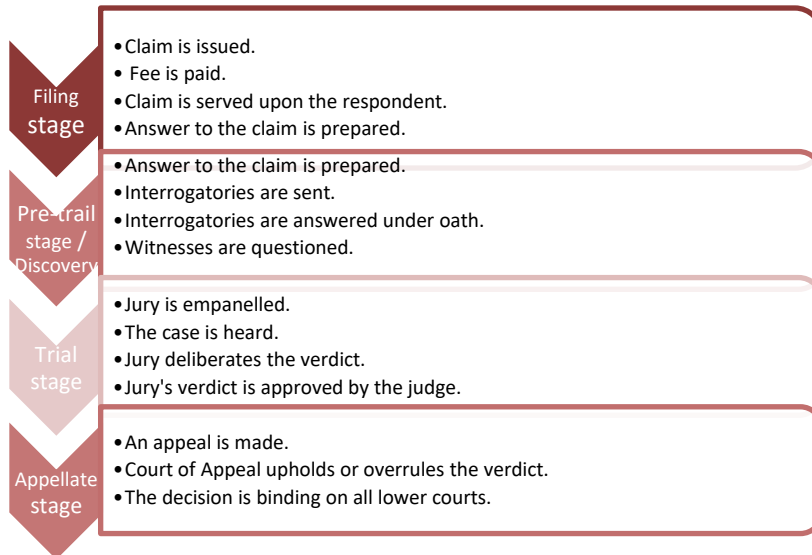 Filing
stage
•Claim is issued.
• Fee is paid.
•Claim is served upon the respondent.
•Answer to the claim is prepared.
Pre-trail
stage /
Discovery
•Answer to the claim is prepared.
•Interrogatories are sent.
•Interrogatories are answered under oath.
•Witnesses are questioned.
Trial
stage
•Jury is empanelled.
•The case is heard.
•Jury deliberates the verdict.
•Jury's verdict is approved by the judge.
Appellate
stage
•An appeal is made.
•Court of Appeal upholds or overrules the verdict.
•The decision is binding on all lower courts.